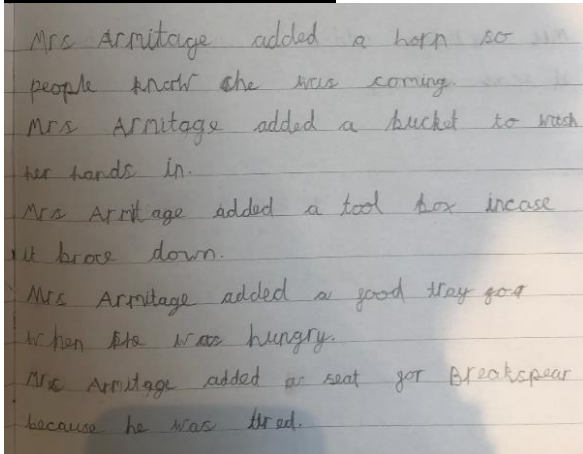 Mrs Armitage added a horn so
people know she was coming.
Mrs Armitage added a bucket to wash
her hands in.
Mrs Armitage added a tool box incase
it broce down.
Mrs Armitage added a food tray for
when she was hungry.
Mrs Armitage added a seat for Breakspear
because he was tired.